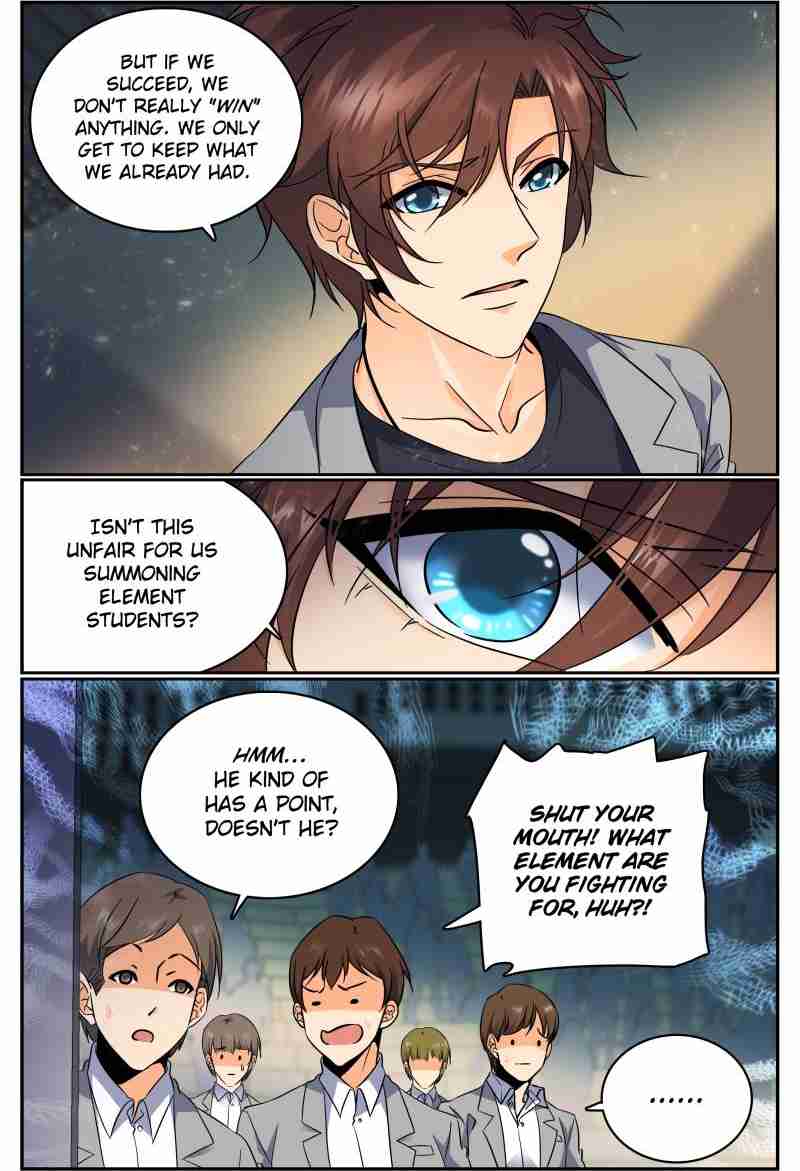 BUT IF WE
SUCCEED, WE
DON'T REALLY "WIN"
ANYTHING. WE ONLY
GET TO KEEP WHAT
WE ALREADY HAD.
ISN'T THIS
UNFAIR FOR US
SUMMONING
ELEMENT
STUDENTS?
HMM...
HE KIND OF
HAS A POINT,
DOESN'T HE?
SHUT YOUR
MOUTH! WHAT
ELEMENT ARE
YOU FIGHTING
FOR, HUH?!
......